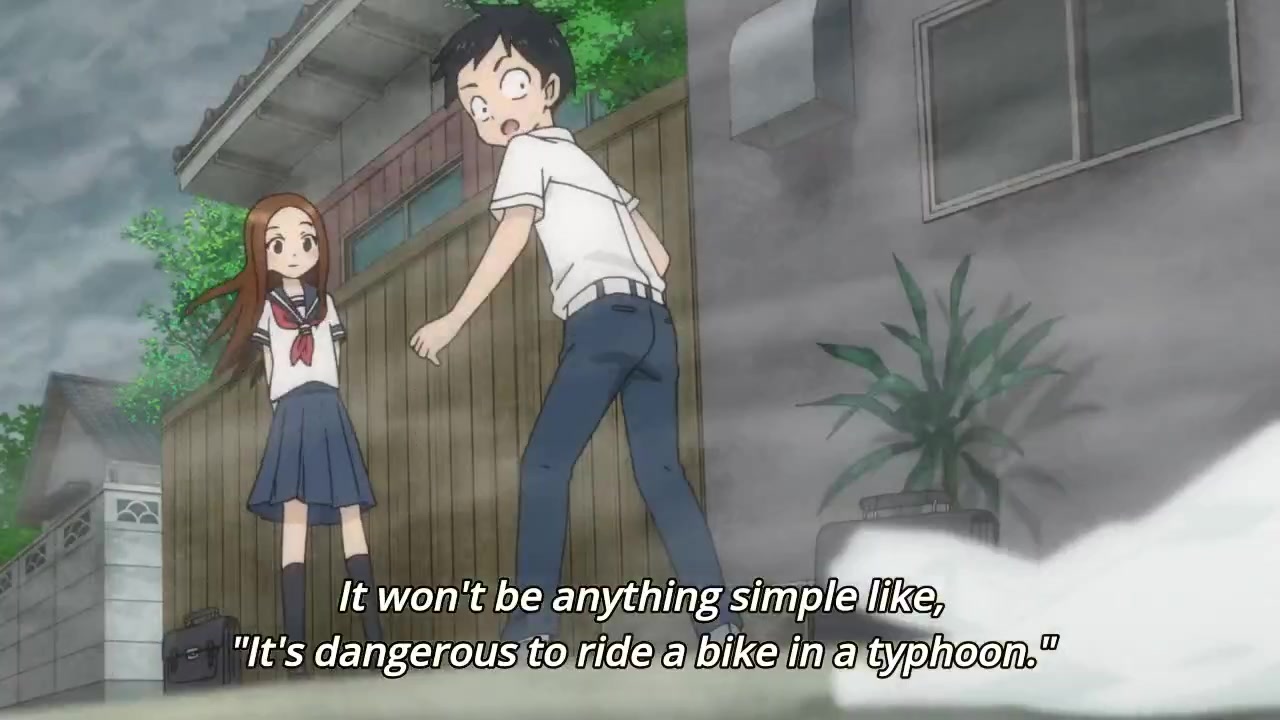 It won't be anything simple like,
"It's dangerous to ride a bike in a typhoon."